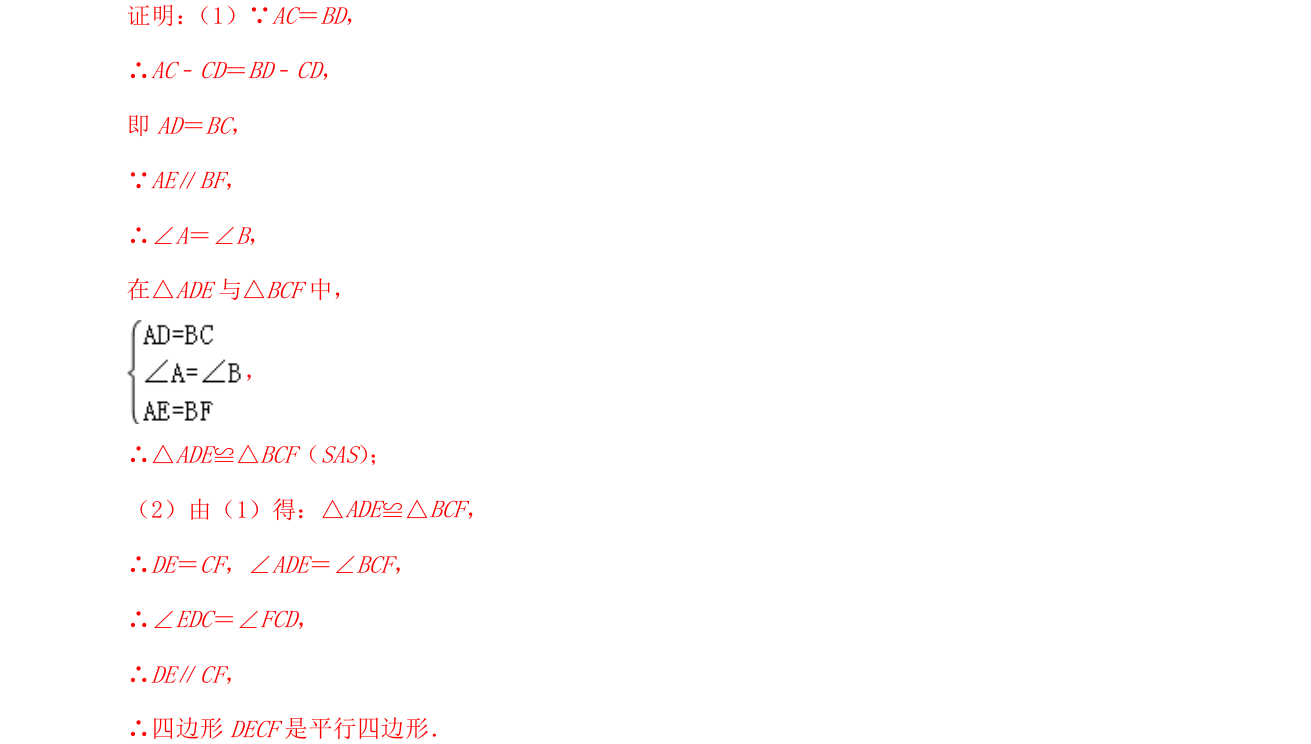 证明：（1）∵AC＝BD，
∴AC﹣CD＝BD﹣CD，
即 AD＝BC，
∵AE∥BF，
∴∠A＝∠B，
在△ADE 与△BCF 中，
AD=BC
∠A=∠B，
AE=BF
∴△ADE≌△BCF（SAS）；
（2）由（1）得：△ADE≌△BCF，
∴DE＝CF，∠ADE＝∠BCF，
∴∠EDC＝∠FCD，
∴DE∥CF，
∴四边形 DECF 是平行四边形．